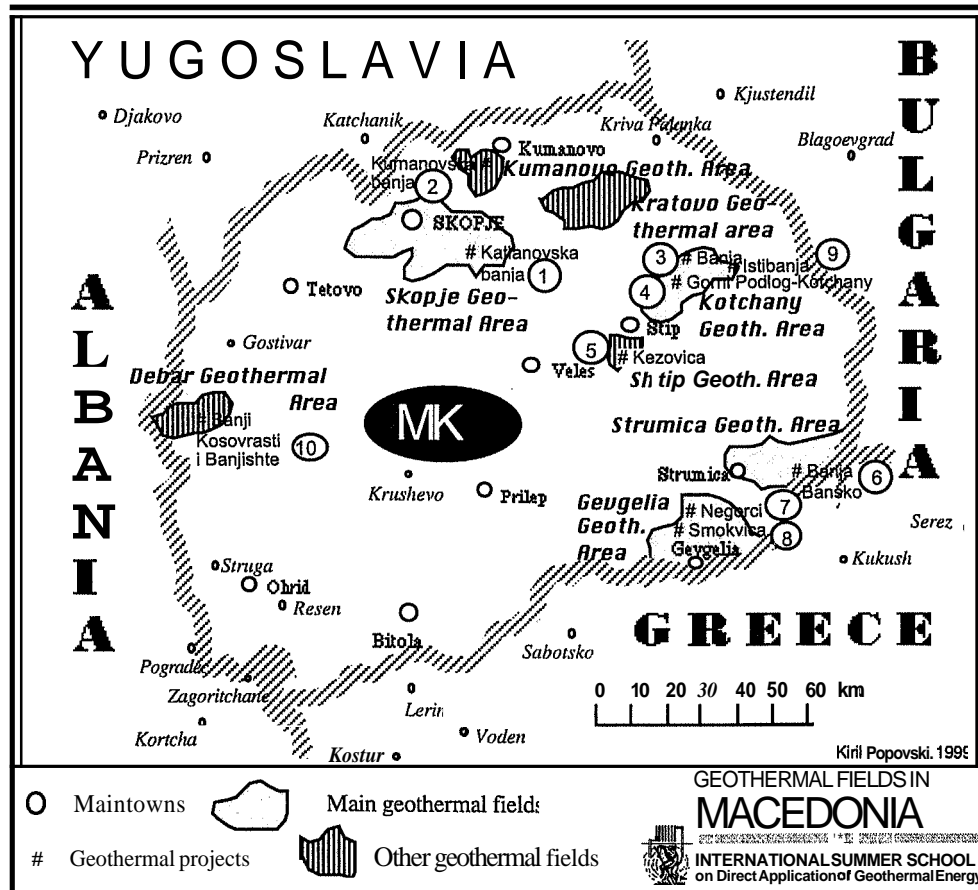 YUGOSLAVIA
BULGARIA
ALBANIA
GREECE
Djakovo
Prizren
Katchanik
Kumanovo
Kriva Palanka
Kjustendil
Blagoevgrad
Kumanovska
banja
2
Kumanovo Geoth. Area
Kratovo Geo-
thermal area
SKOPJE
# Katlanovska
banja
1
Skopje Geo-
thermal Area
3
# Banja
# Istibanja
9
4
# Gorni Podlog-Kotchany
Kotchany
Geoth. Area
Tetovo
Gostivar
Stip
5
# Kezovica
Veles
Shtip Geoth. Area
Debar Geothermal
Area
# Banji
Kosovrasti
i Banjishte
10
MK
Krushevo
Prilep
Strumica Geoth. Area
Strumica
# Banja
Bansko
6
Gevgelia
Geoth.
Area
# Negorci
7
# Smokvica
8
Gevgelia
Serez
Kukush
Struga
Ohrid
Resen
Bitola
Sabotsko
Pogradec
Zagoritchane
Kortcha
Lerin
Voden
Kostur
0 10 20 30 40 50 60 km
Kiril Popovski. 1999
Maintowns
Main geothermal fields
# Geothermal projects
Other geothermal fields
GEOTHERMAL FIELDS IN
MACEDONIA
INTERNATIONAL SUMMER SCHOOL
on Direct Application of Geothermal Energy